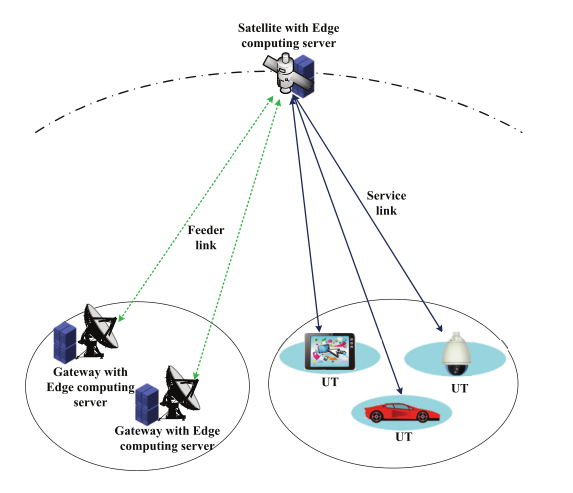 Satellite with Edge
computing server
Service
link
Feeder
link
Gateway with
Edge computing
server
Gateway with Edge
computing server
UT
UT
UT